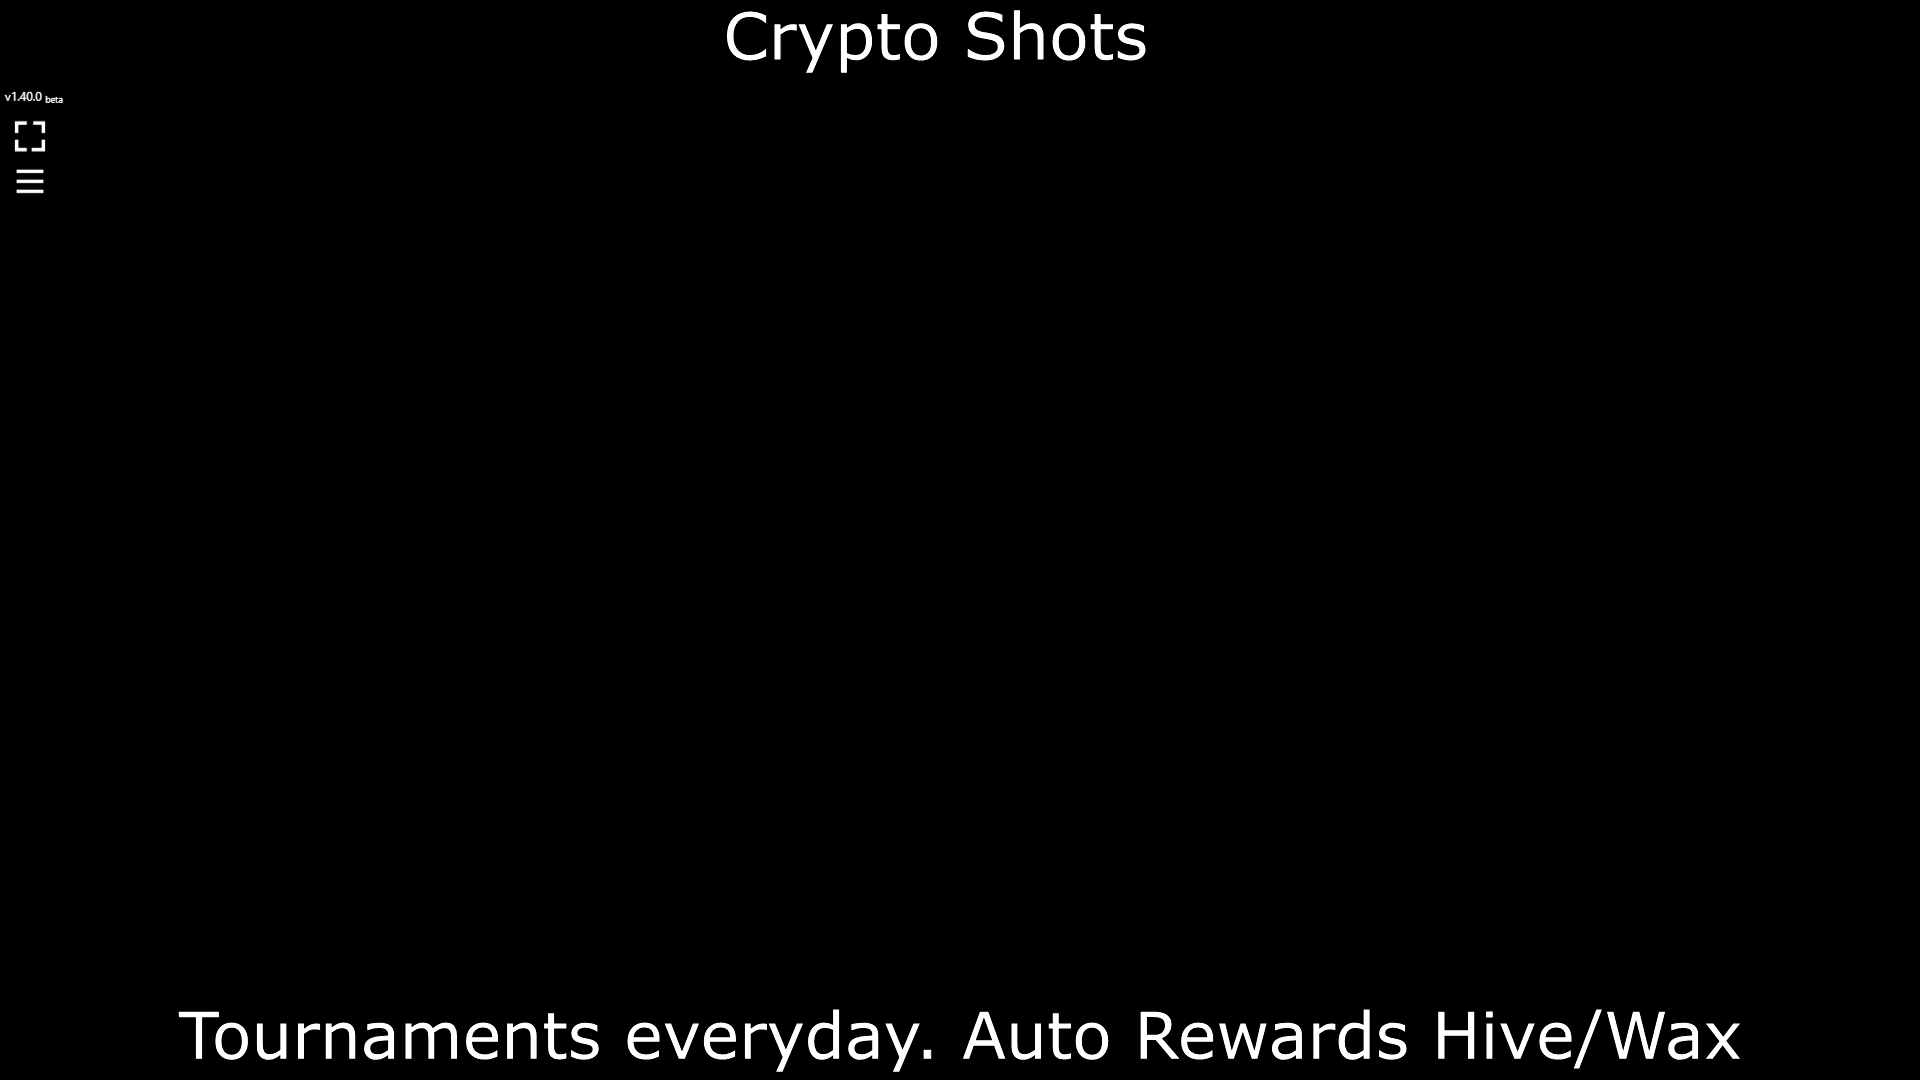 Crypto Shots
v1.40.0 beta
Tournaments everyday. Auto Rewards Hive/Wax